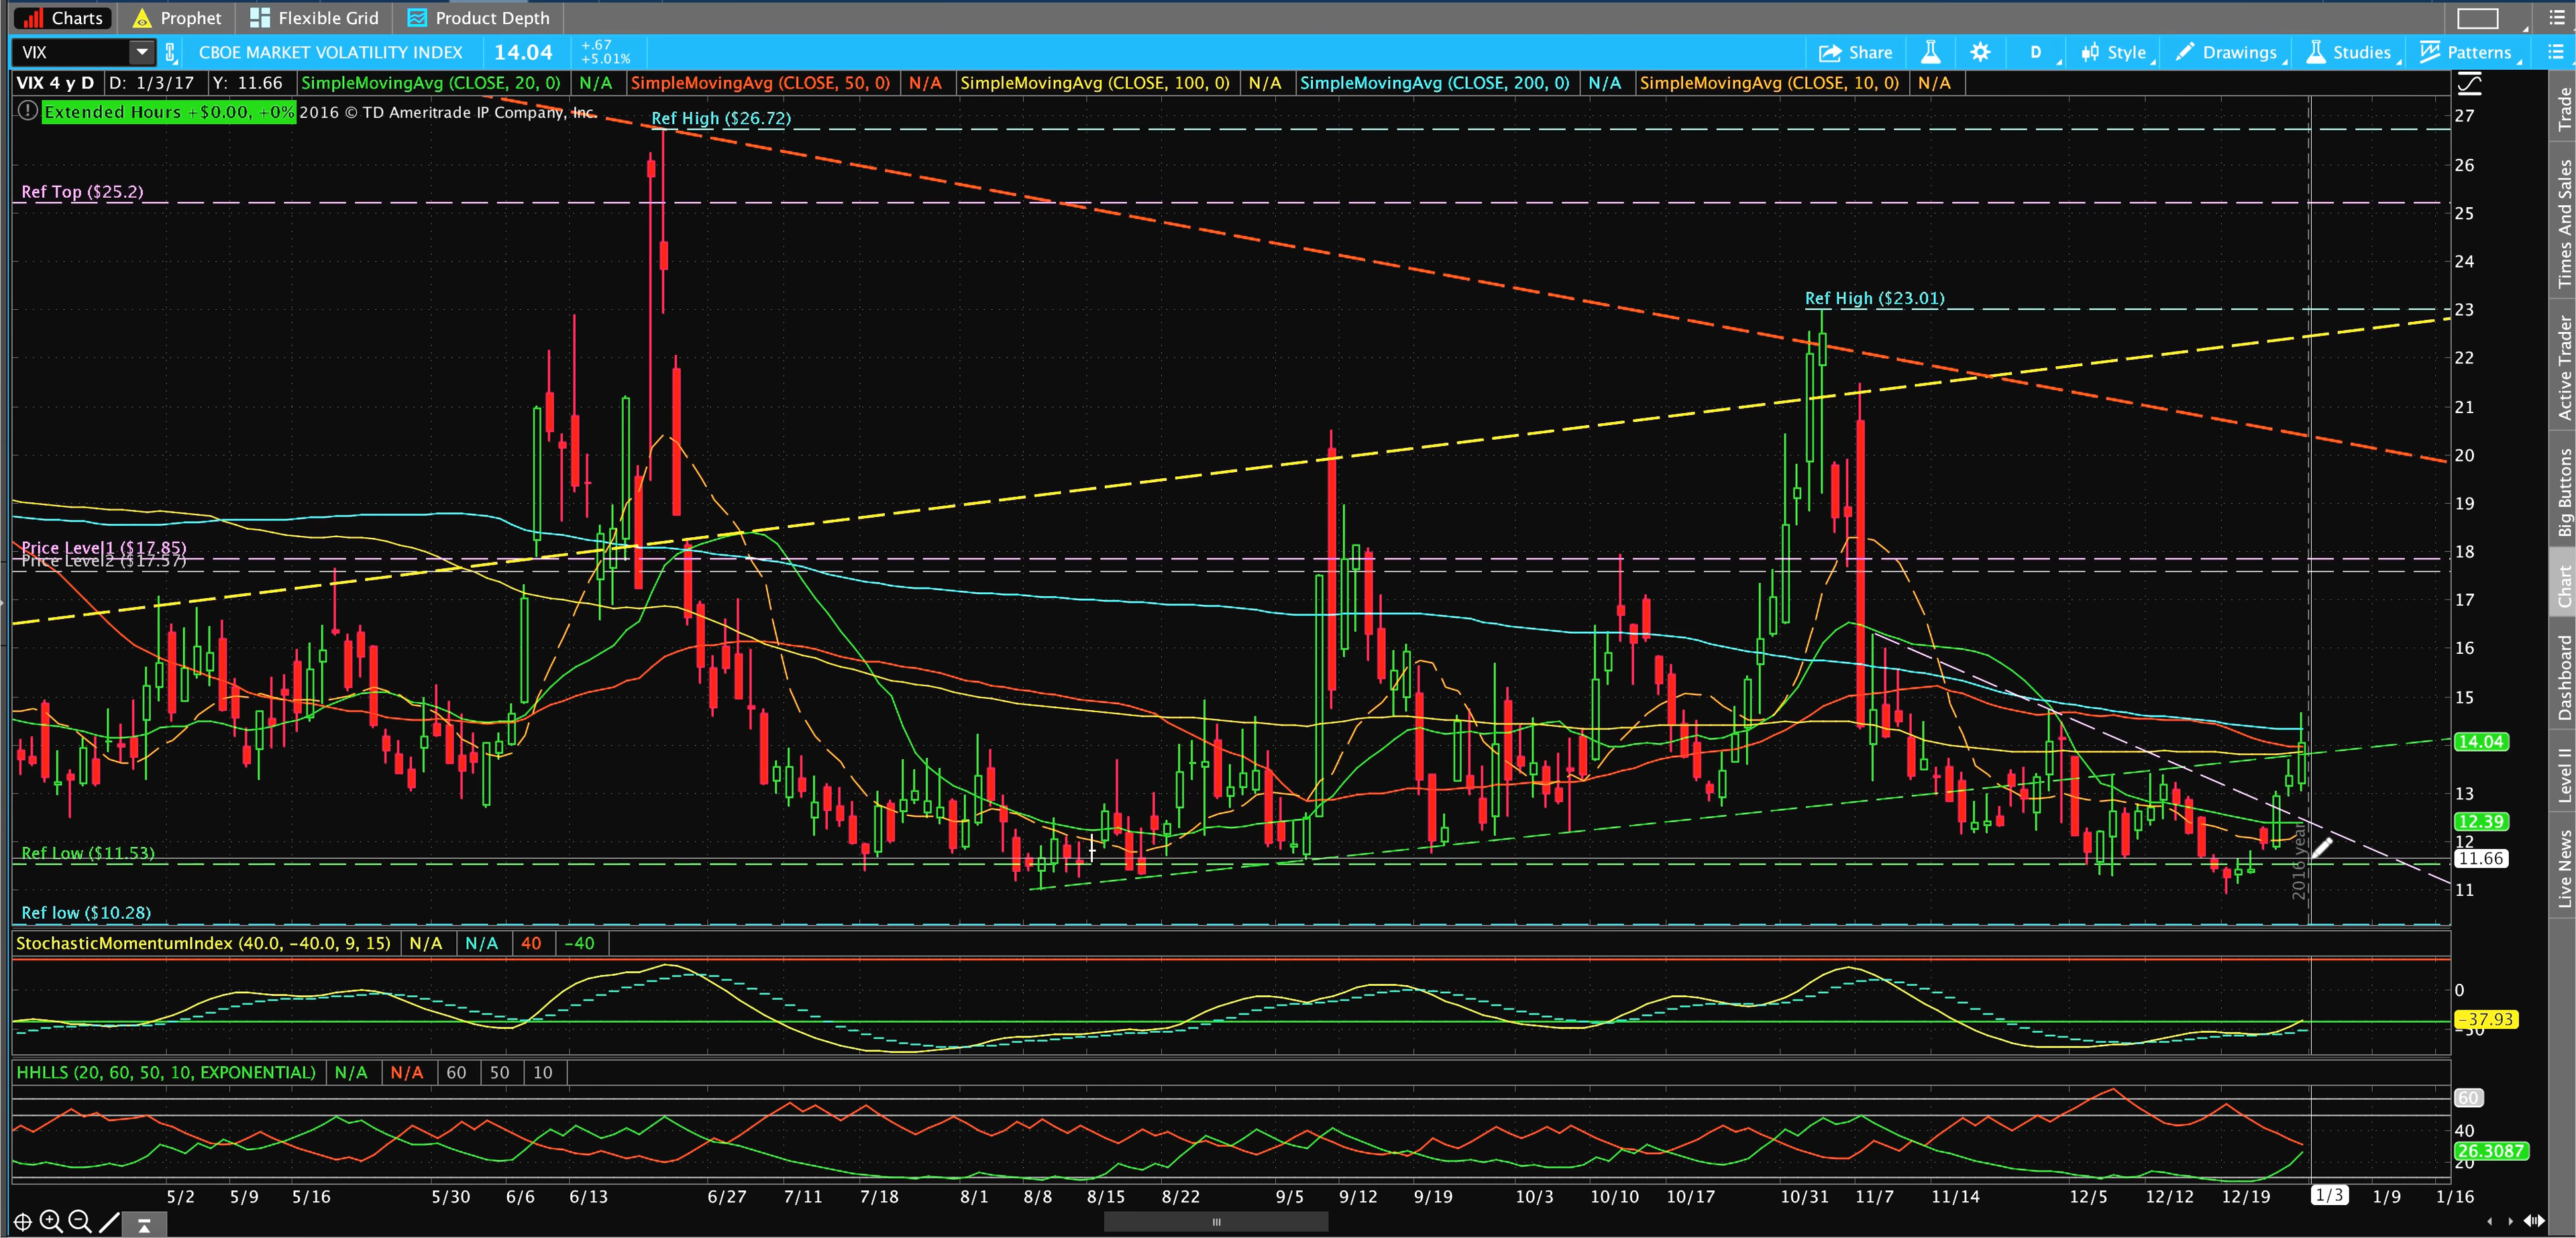 Charts Prophet Flexible Grid Product Depth
VIX CBOE MARKET VOLATILITY INDEX 14.04 +.67 +5.01% Share D Style Drawings Studies Patterns
VIX 4 y D D: 1/3/17 Y: 11.66 SimpleMovingAvg (CLOSE, 20, 0) N/A SimpleMovingAvg (CLOSE, 50, 0) N/A SimpleMovingAvg (CLOSE, 100, 0) N/A SimpleMovingAvg (CLOSE, 200, 0) N/A SimpleMovingAvg (CLOSE, 10, 0) N/A
Extended Hours +$0.00, +0% 2016 © TD Ameritrade IP Company, Inc.
Ref High ($26.72)
Ref Top ($25.2)
Ref High ($23.01)
Price Level1 ($17.85)
Price Level2 ($17.57)
Ref Low ($11.53)
Ref low ($10.28)
2016 year
27
26
25
24
23
22
21
20
19
18
17
16
15
14.04
13
12.39
12
11.66
11
StochasticMomentumIndex (40.0, -40.0, 9, 15) N/A N/A 40 -40
0
-37.93
-50
HHLLS (20, 60, 50, 10, EXPONENTIAL) N/A N/A 60 50 10
60
40
26.3087
20
5/2 5/9 5/16 5/30 6/6 6/13 6/27 7/11 7/18 8/1 8/8 8/15 8/22 9/5 9/12 9/19 10/3 10/10 10/17 10/31 11/7 11/14 12/5 12/12 12/19 1/3 1/9 1/16
Trade
Times And Sales
Active Trader
Big Buttons
Chart
Dashboard
Level II
Live News